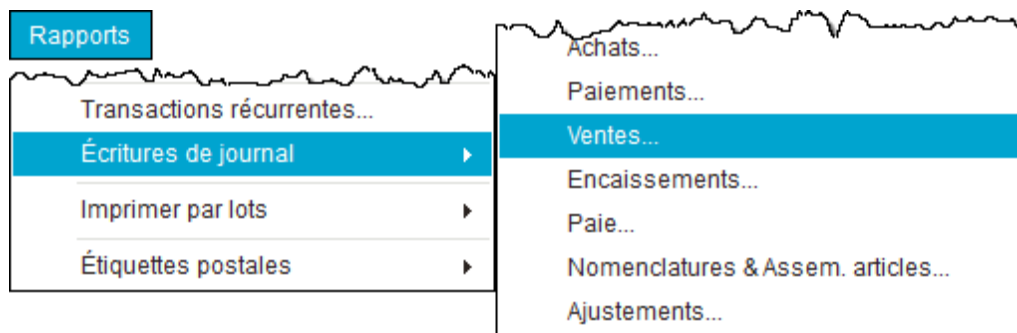 Rapports
Transactions récurrentes...
Écritures de journal
Imprimer par lots
Étiquettes postales
Achats...
Paiements...
Ventes...
Encaissements...
Paie...
Nomenclatures & Assem. articles...
Ajustements...